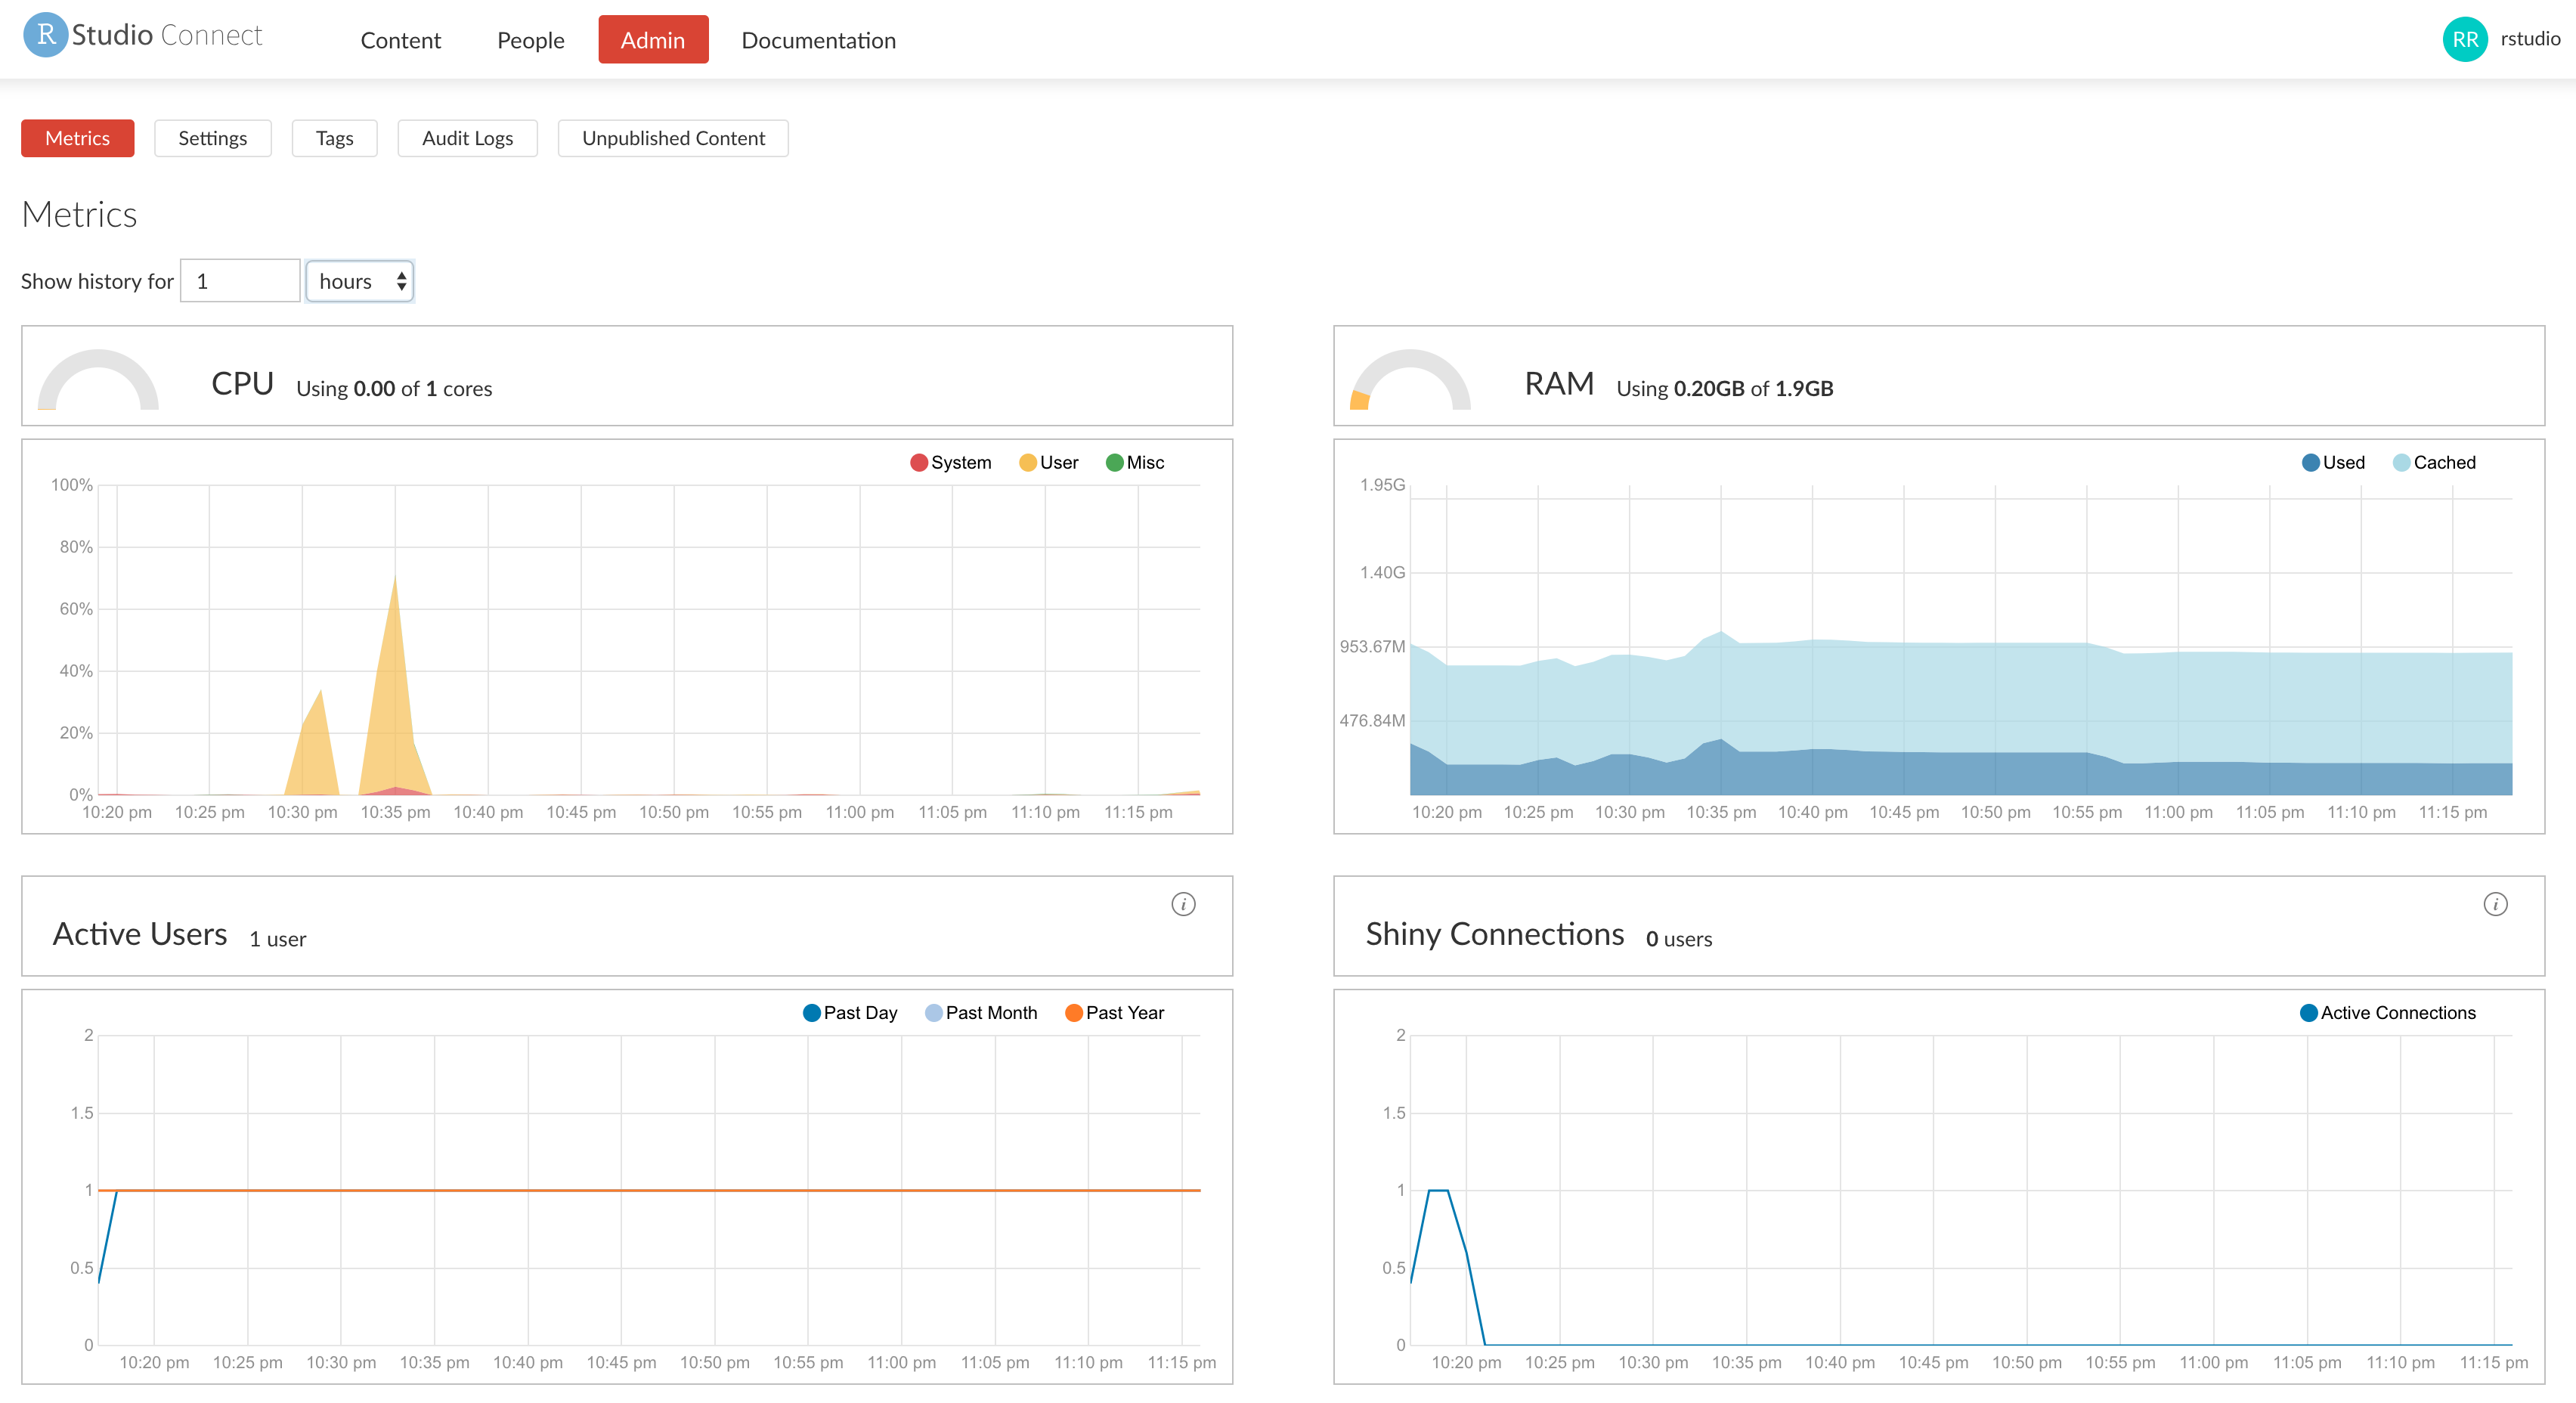 R Studio Connect
Content People Admin Documentation
RR rstudio
Metrics Settings Tags Audit Logs Unpublished Content
Metrics
Show history for 1 hours
CPU Using 0.00 of 1 cores
System User Misc
100%
80%
60%
40%
20%
0%
10:20 pm 10:25 pm 10:30 pm 10:35 pm 10:40 pm 10:45 pm 10:50 pm 10:55 pm 11:00 pm 11:05 pm 11:10 pm 11:15 pm
RAM Using 0.20GB of 1.9GB
Used Cached
1.95G
1.40G
953.67M
476.84M
10:20 pm 10:25 pm 10:30 pm 10:35 pm 10:40 pm 10:45 pm 10:50 pm 10:55 pm 11:00 pm 11:05 pm 11:10 pm 11:15 pm
Active Users 1 user
i
Past Day Past Month Past Year
2
1.5
1
0.5
0
10:20 pm 10:25 pm 10:30 pm 10:35 pm 10:40 pm 10:45 pm 10:50 pm 10:55 pm 11:00 pm 11:05 pm 11:10 pm 11:15 pm
Shiny Connections 0 users
i
Active Connections
2
1.5
1
0.5
0
10:20 pm 10:25 pm 10:30 pm 10:35 pm 10:40 pm 10:45 pm 10:50 pm 10:55 pm 11:00 pm 11:05 pm 11:10 pm 11:15 pm